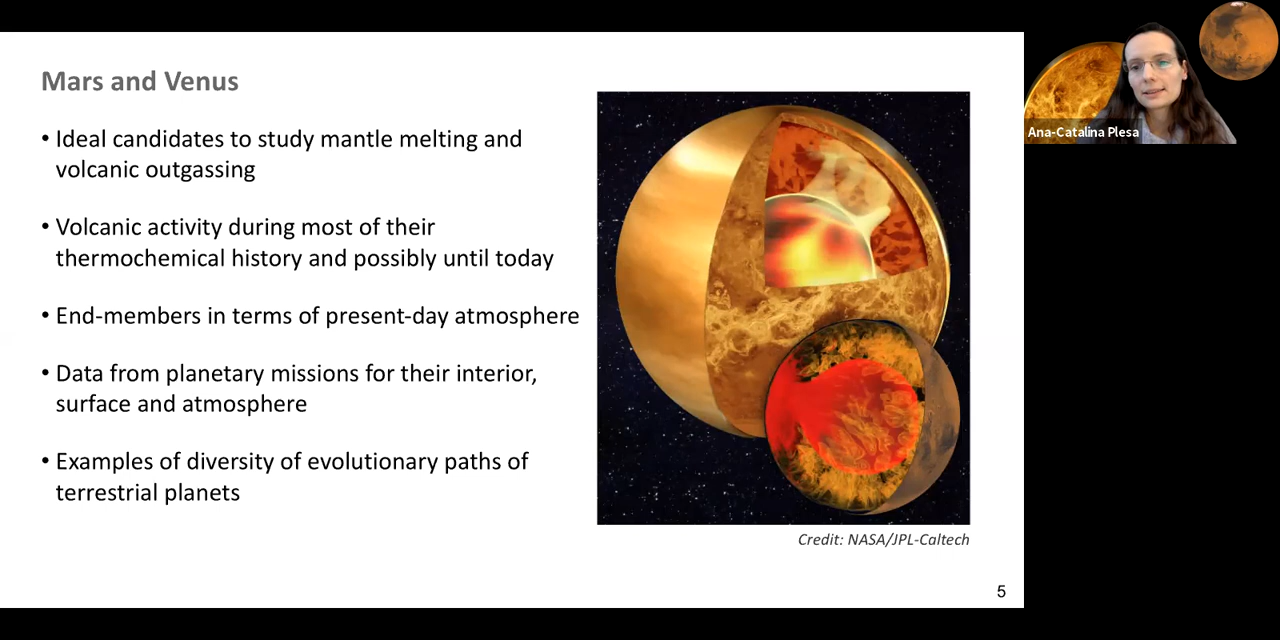 Mars and Venus
• Ideal candidates to study mantle melting and
volcanic outgassing
• Volcanic activity during most of their
thermochemical history and possibly until today
• End-members in terms of present-day atmosphere
• Data from planetary missions for their interior,
surface and atmosphere
• Examples of diversity of evolutionary paths of
terrestrial planets
Credit: NASA/JPL-Caltech
5
Ana-Catalina Plesa